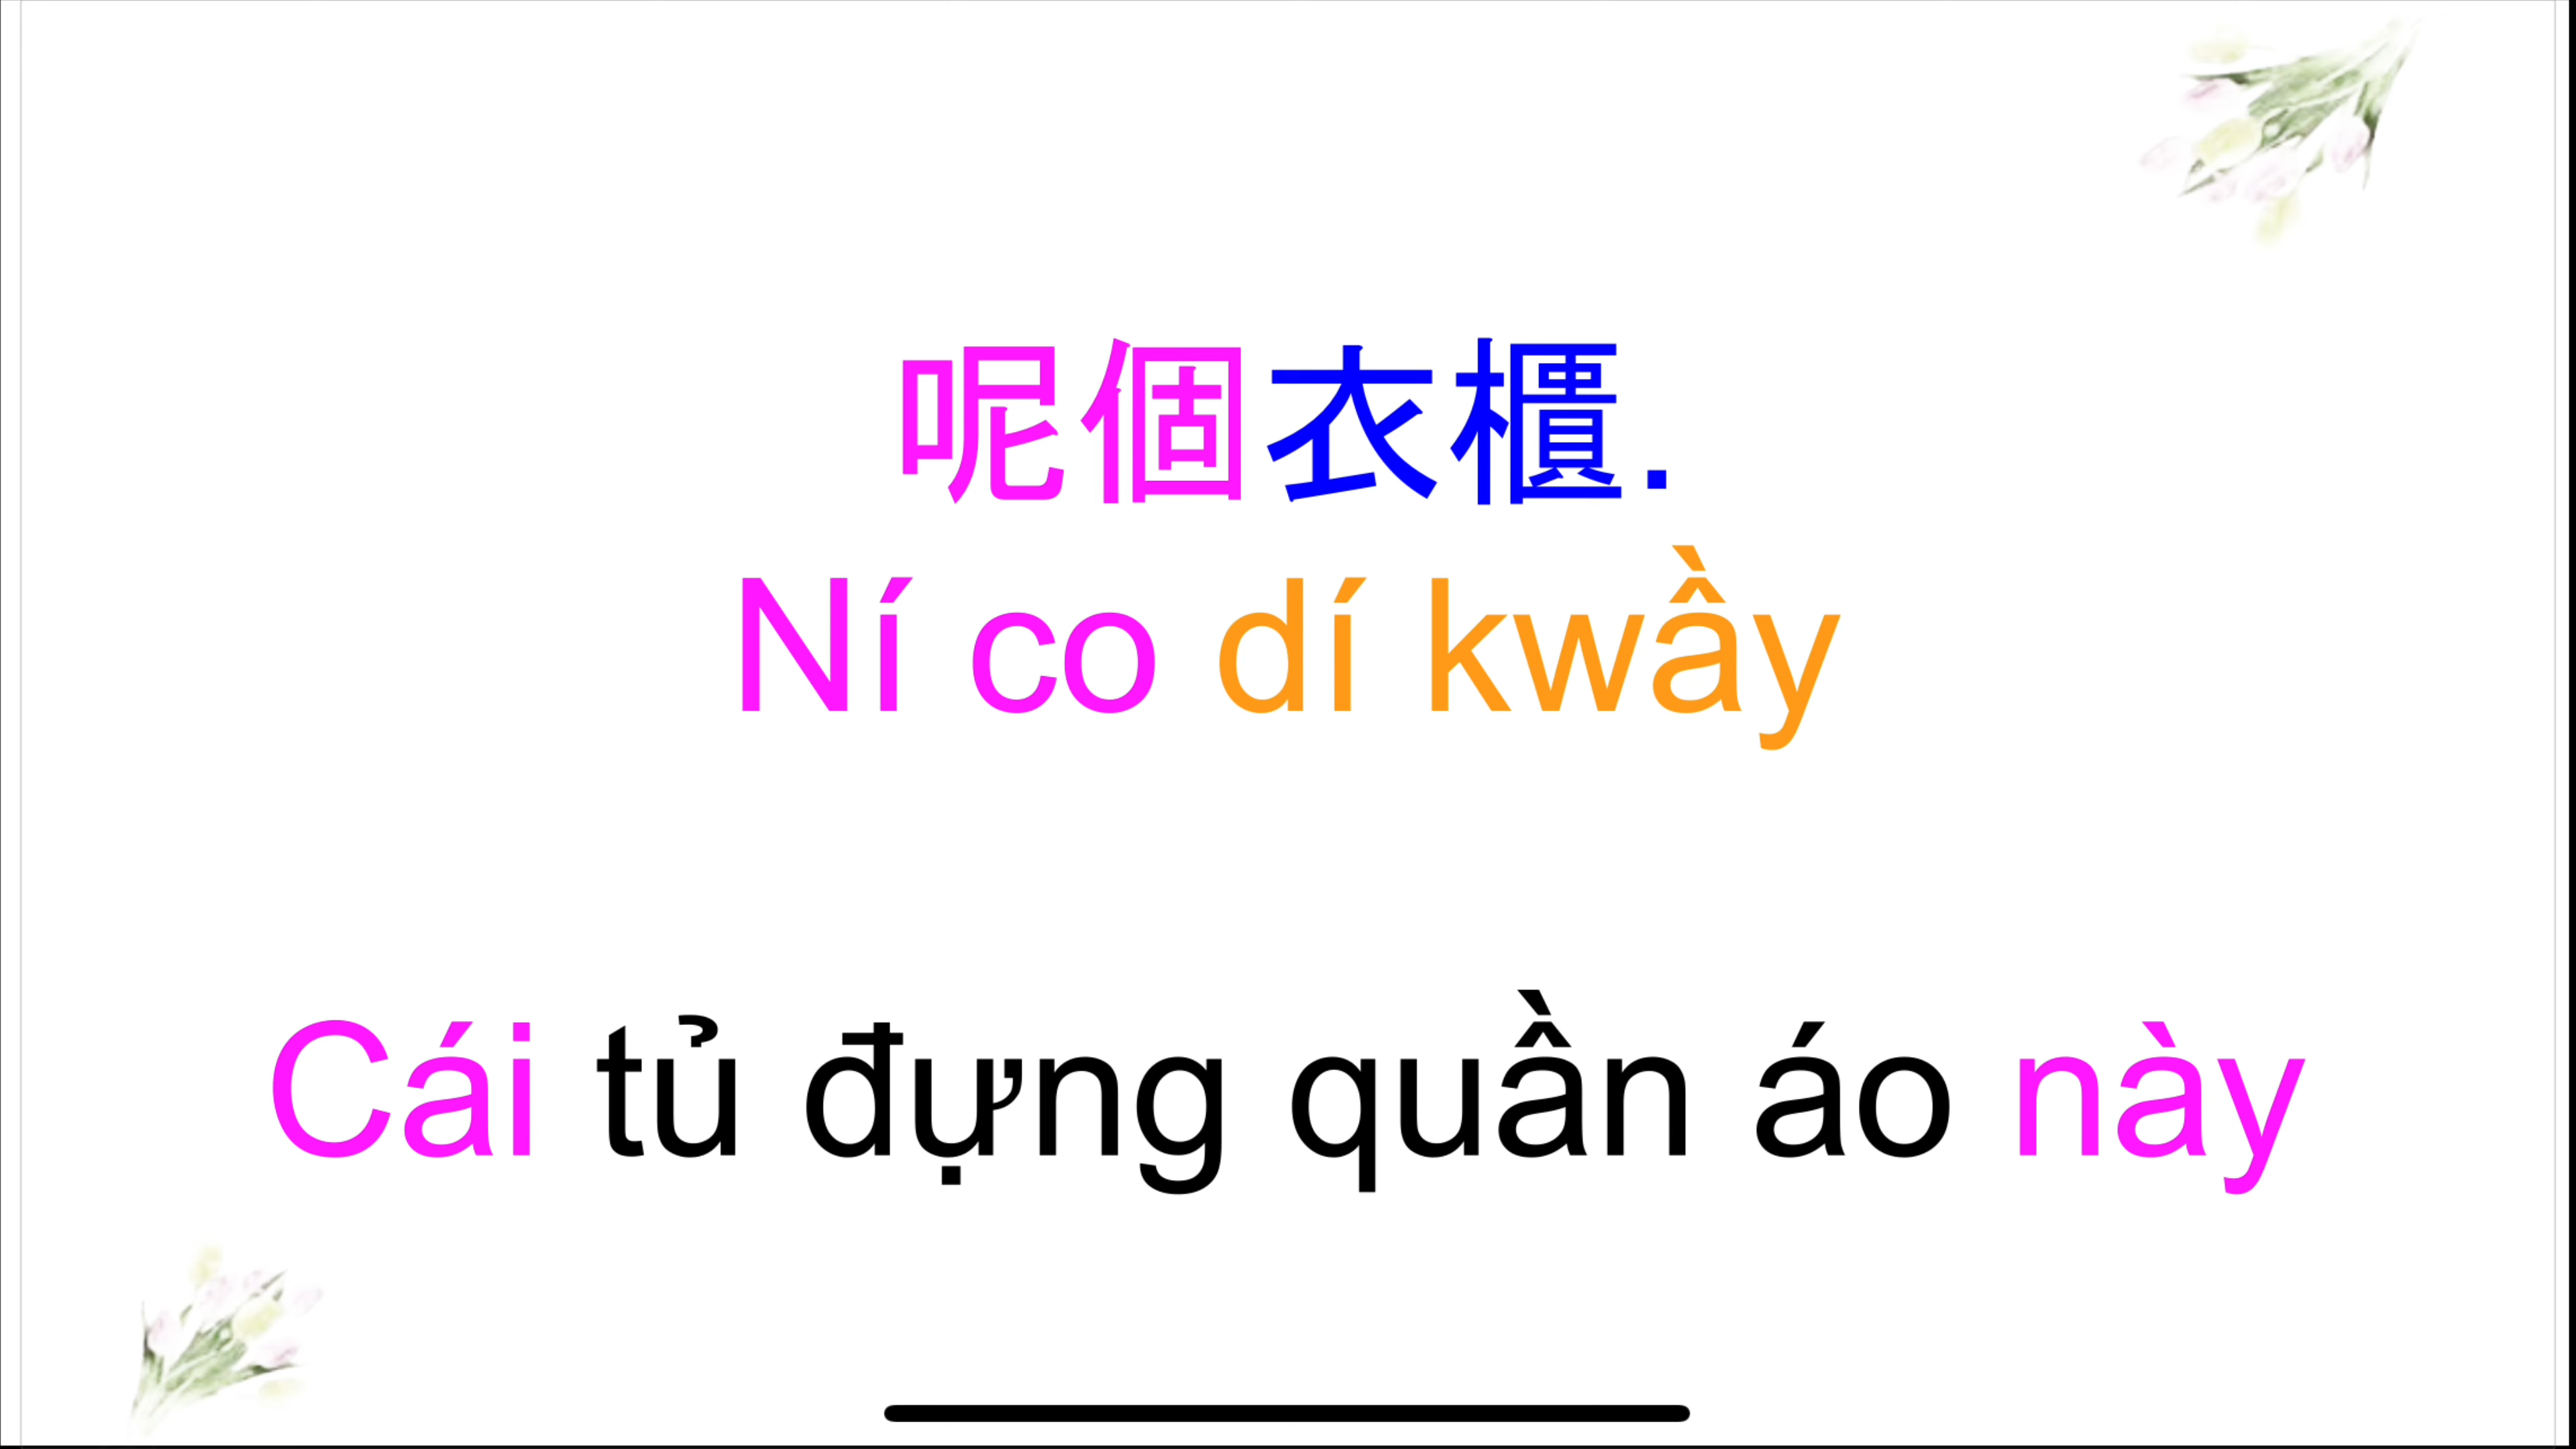 呢個衣櫃.
Ní co dí kwầy
Cái tủ đựng quần áo này